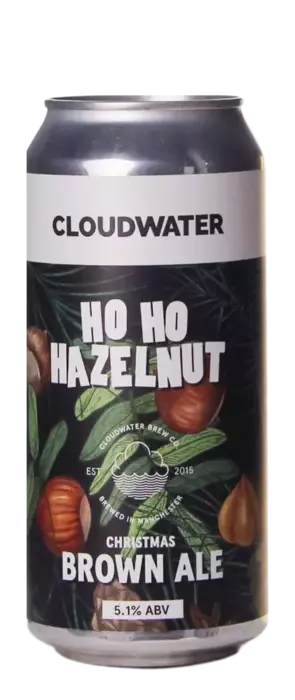 CLOUDWATER
HO HO
HAZELNUT
CLOUDWATER BREW CO.
EST 2015
BREWED IN MANCHESTER
CHRISTMAS
BROWN ALE
5.1% ABV